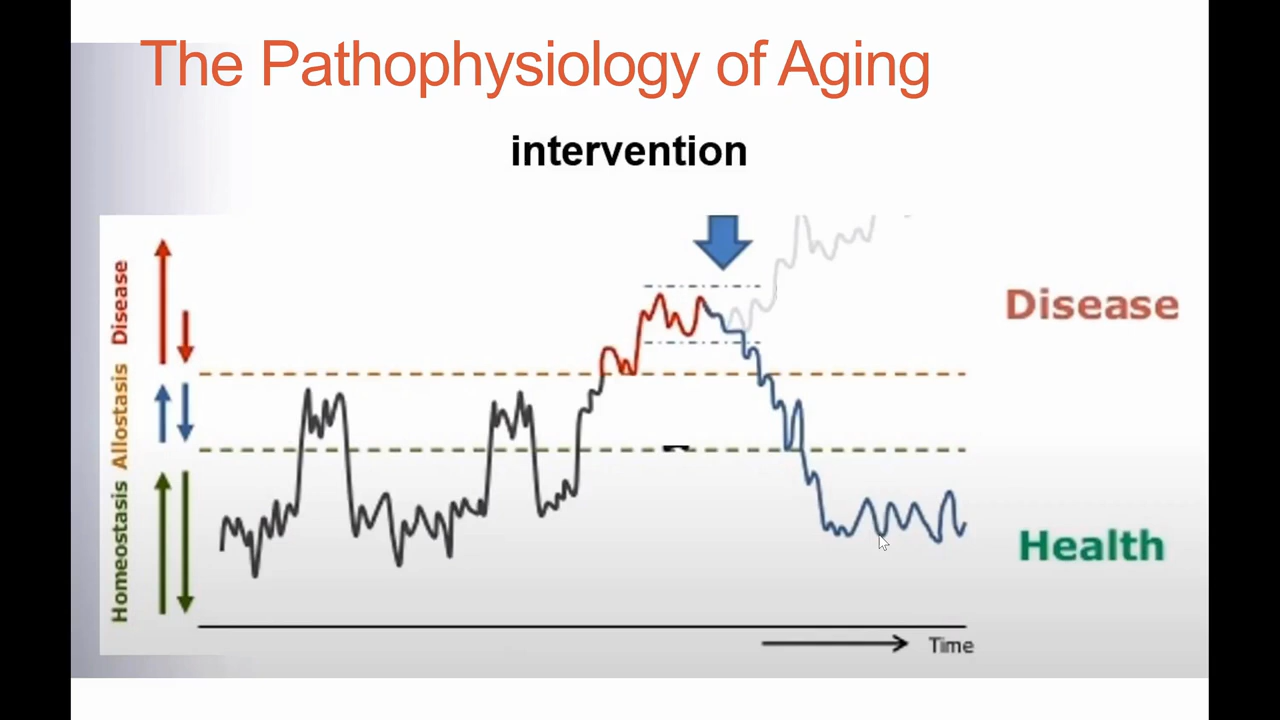 The Pathophysiology of Aging
intervention
Disease
Allostasis
Homeostasis
Disease
Health
Time